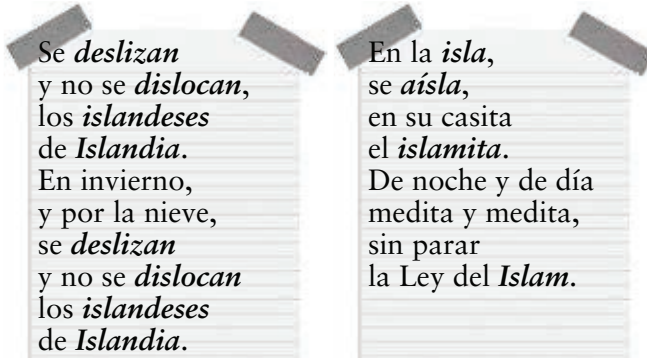 Se deslizan
y no se dislocan,
los islandeses
de Islandia.
En invierno,
y por la nieve,
se deslizan
y no se dislocan
los islandeses
de Islandia.
En la isla,
se aísla,
en su casita
el islamita.
De noche y de día
medita y medita,
sin parar
la Ley del Islam.